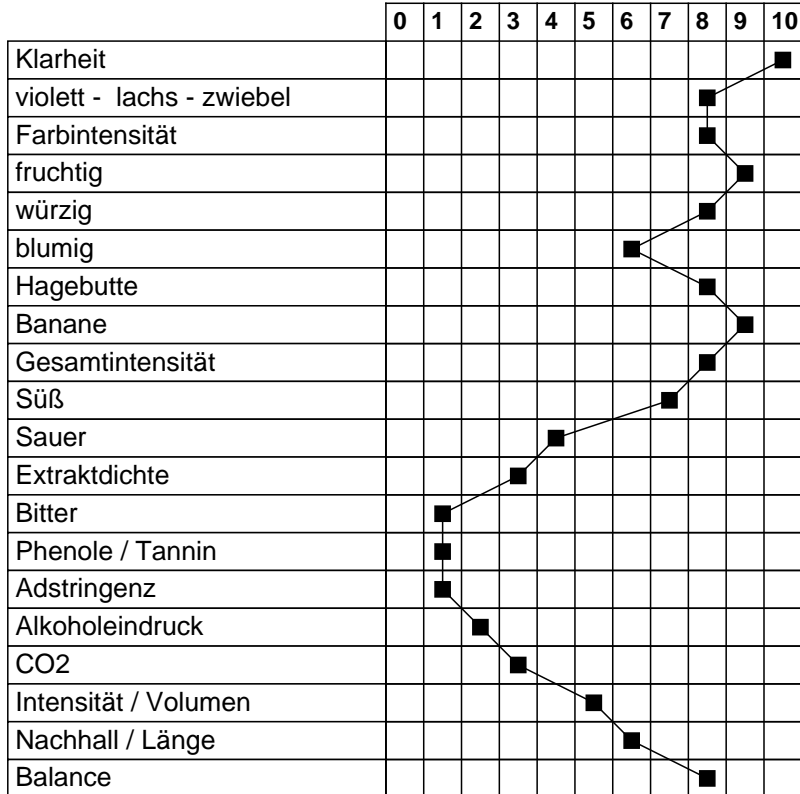 0 1 2 3 4 5 6 7 8 9 10
Klarheit
violett - lachs - zwiebel
Farbintensität
fruchtig
würzig
blumig
Hagebutte
Banane
Gesamtintensität
Süß
Sauer
Extraktdichte
Bitter
Phenole / Tannin
Adstringenz
Alkoholeindruck
CO2
Intensität / Volumen
Nachhall / Länge
Balance